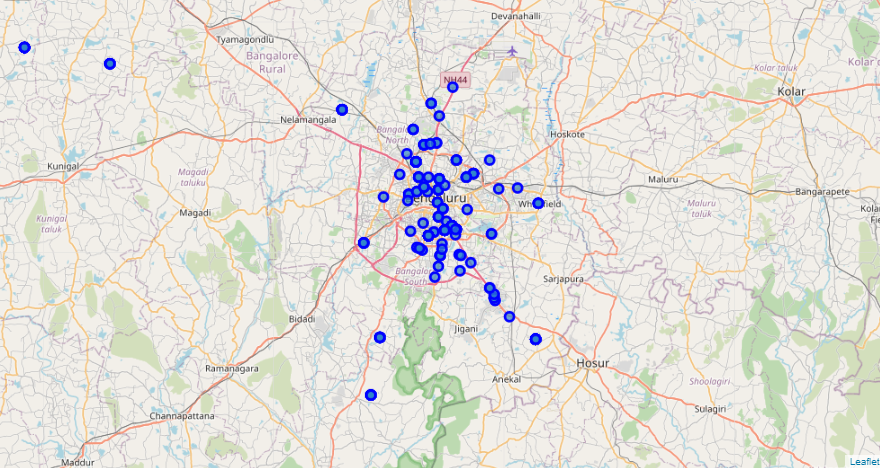 Devanahalli
Tyamagondlu
Bangalore
Rural
Kolar taluk
NH44
Kolar
Nelamangala
Bangalore
North
Hoskote
Kunigal
Magadi
taluku
Maluru
Bangarapete
Whitefield
Magadi
Kunigal
taluk
Maluru
taluk
Bengaluru
Bangalore
South
Sarjapura
Bidadi
Jigani
Ramanagara
Hosur
Anekal
Shoolagiri
Channapattana
Sulagiri
Maddur
Leaflet